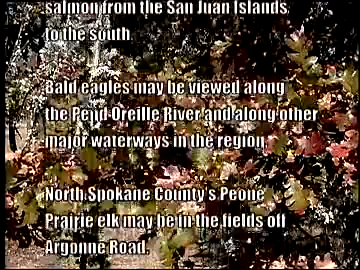 salmon from the San Juan Islands
to the south.
Bald eagles may be viewed along
the Pend Oreille River and along other
major waterways in the region.
North Spokane County's Peone
Prairie elk may be in the fields off
Argonne Road.